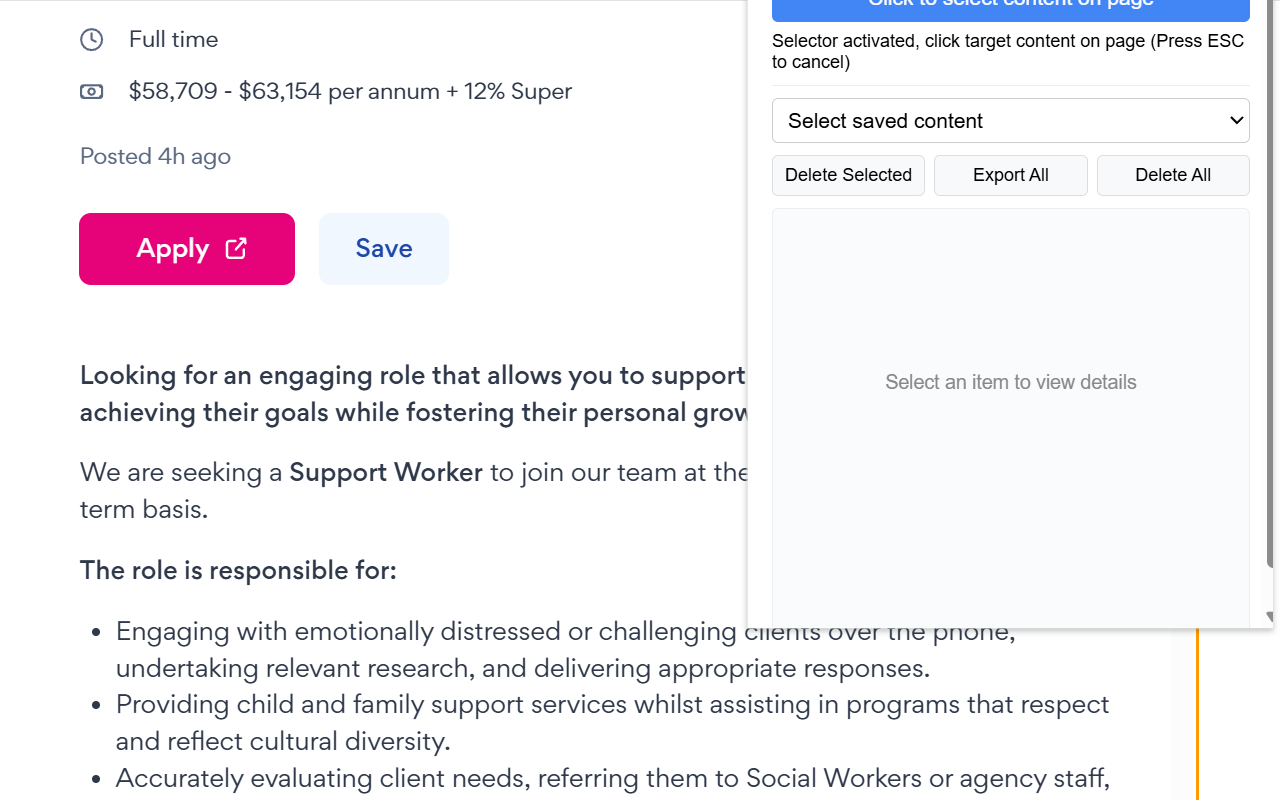 Full time
$58,709 - $63,154 per annum + 12% Super
Posted 4h ago
Apply
Save
Looking for an engaging role that allows you to support
achieving their goals while fostering their personal
We are seeking a Support Worker to join our team at the
term basis.
The role is responsible for:
• Engaging with emotionally distressed or challenging clients over the phone,
undertaking relevant research, and delivering appropriate responses.
• Providing child and family support services whilst assisting in programs that respect
and reflect cultural diversity.
• Accurately evaluating client needs, referring them to Social Workers or agency staff,
Click to select content on page
Selector activated, click target content on page (Press ESC
to cancel)
Select saved content
Delete Selected
Export All
Delete All
Select an item to view details